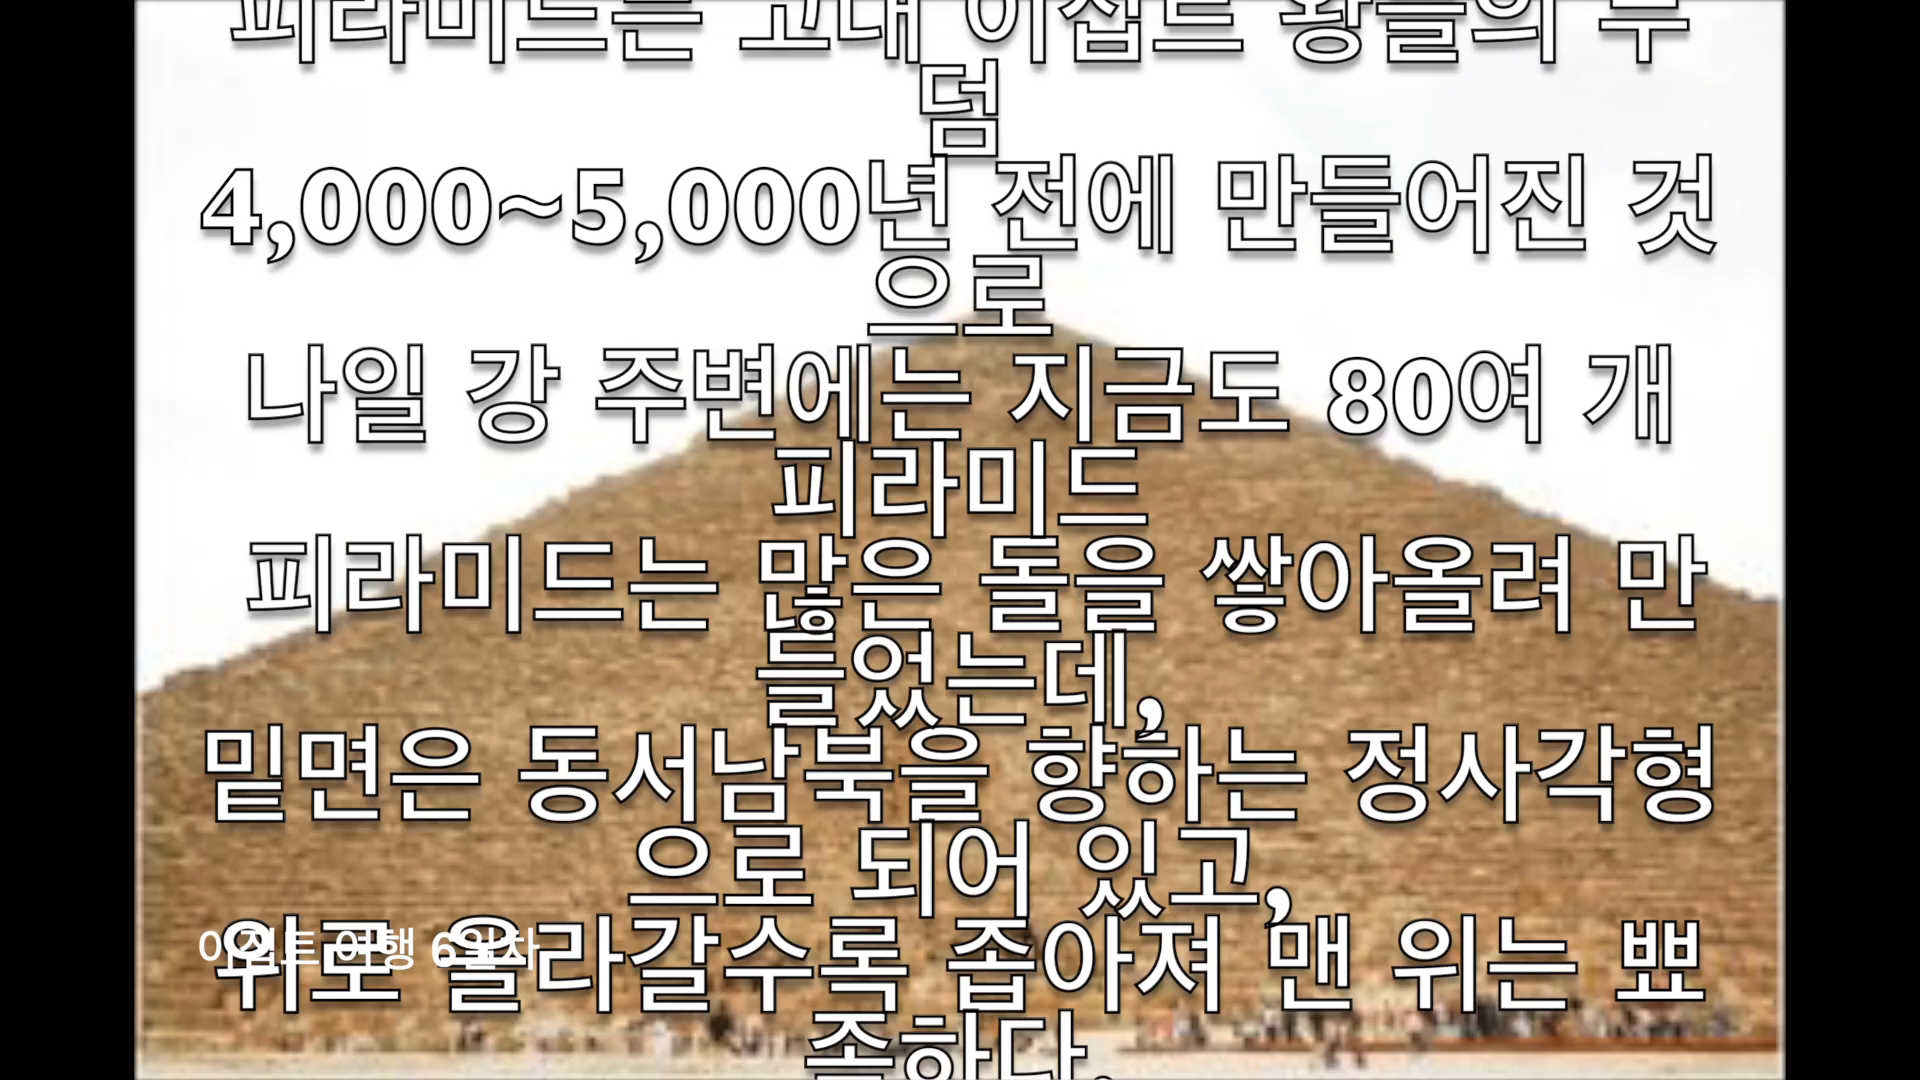 피라미드는 고대 이집트 왕들의 무
덤
4,000~5,000년 전에 만들어진 것
으로
나일 강 주변에는 지금도 80여 개
피라미드
피라미드는 많은 돌을 쌓아올려 만
들었는데,
밑면은 동서남북을 향하는 정사각형
으로 되어 있고,
위로 올라갈수록 좁아져 맨 위는 뾰
족하다.
이집트 여행 6일차